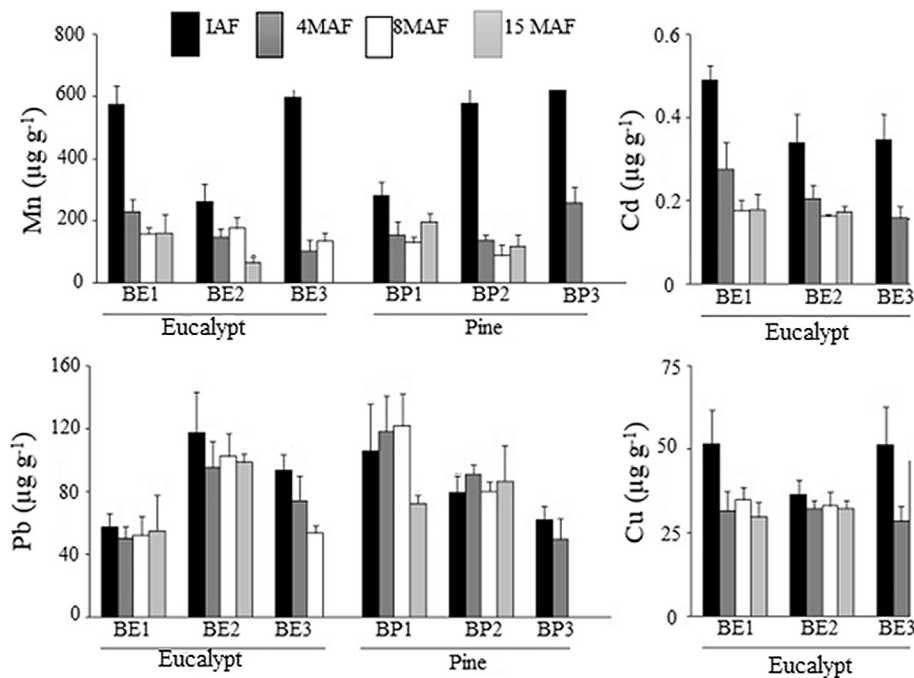 IAF 4MAF 8MAF 15 MAF
Mn (µg g-1)
800
600
400
200
0
BE1 BE2 BE3 BP1 BP2 BP3
Eucalypt Pine
Cd (µg g-1)
0.6
0.4
0.2
0
BE1 BE2 BE3
Eucalypt
Pb (µg g-1)
160
120
80
40
0
BE1 BE2 BE3 BP1 BP2 BP3
Eucalypt Pine
Cu (µg g-1)
75
50
25
0
BE1 BE2 BE3
Eucalypt